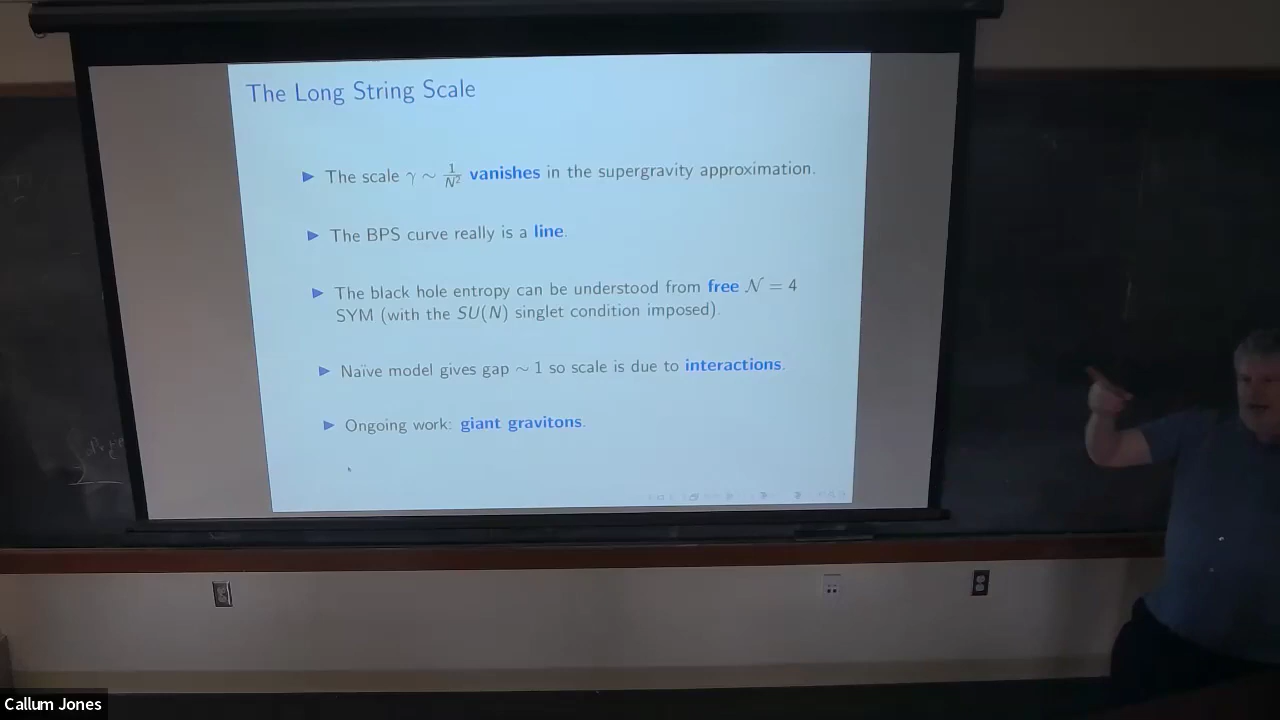 The Long String Scale
▶ The scale γ ∼ 1/N² vanishes in the supergravity approximation.
▶ The BPS curve really is a line.
▶ The black hole entropy can be understood from free 𝒩 = 4
SYM (with the SU(N) singlet condition imposed).
▶ Naïve model gives gap ∼ 1 so scale is due to interactions.
▶ Ongoing work: giant gravitons.
Callum Jones